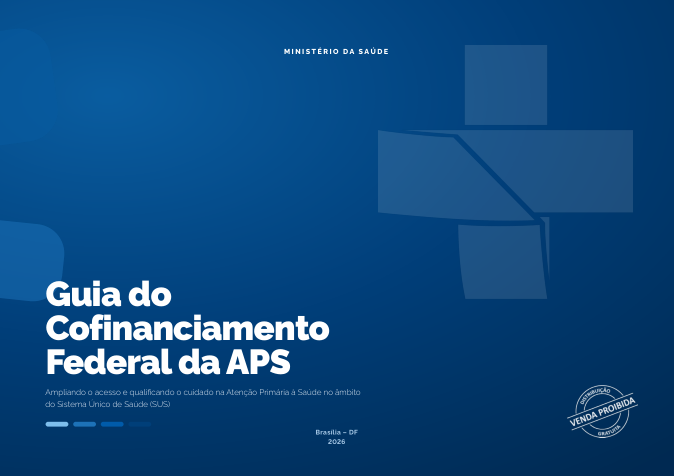 MINISTÉRIO DA SAÚDE
Guia do
Cofinanciamento
Federal da APS
Ampliando o acesso e qualificando o cuidado na Atenção Primária à Saúde no âmbito
do Sistema Único de Saúde (SUS)
Brasília – DF
2026
DISTRIBUIÇÃO
VENDA PROIBIDA
GRATUITA